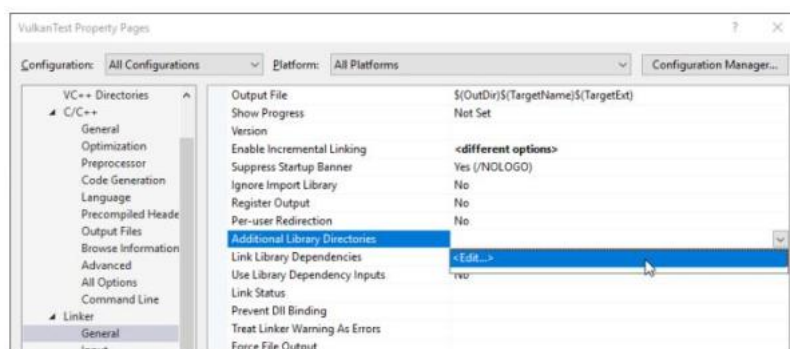 VulkanTest Property Pages ? ×
Configuration: All Configurations Platform: All Platforms Configuration Manager...
VC++ Directories
C/C++
General
Optimization
Preprocessor
Code Generation
Language
Precompiled Heade
Output Files
Browse Information
Advanced
All Options
Command Line
Linker
General
Output File $(OutDir)$(TargetName)$(TargetExt)
Show Progress Not Set
Version
Enable Incremental Linking <different options>
Suppress Startup Banner Yes (/NOLOGO)
Ignore Import Library No
Register Output No
Per-user Redirection No
Additional Library Directories
Link Library Dependencies <Edit...>
Use Library Dependency Inputs No
Link Status
Prevent Dll Binding
Treat Linker Warning As Errors
Force File Output